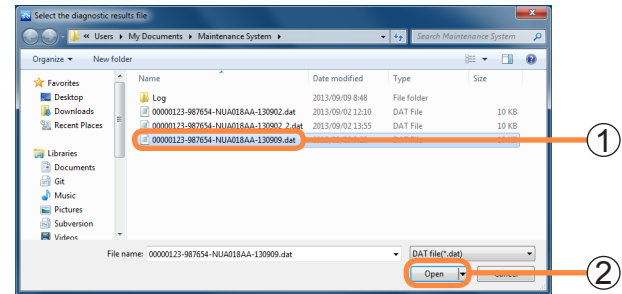 Select the diagnostic results file
« Users ▸ My Documents ▸ Maintenance System ▸ Search Maintenance System
Organize ▾ New folder
Favorites
Desktop
Downloads
Recent Places
Libraries
Documents
Git
Music
Pictures
Subversion
Videos
Name Date modified Type Size
Log 2013/09/09 8:48 File folder
00000123-987654-NUA018AA-130902.dat 2013/09/02 12:10 DAT File 10 KB
00000123-987654-NUA018AA-130902_2.dat 2013/09/02 13:55 DAT File 10 KB
00000123-987654-NUA018AA-130909.dat
1
File name: 00000123-987654-NUA018AA-130909.dat DAT file(*.dat)
Open
2